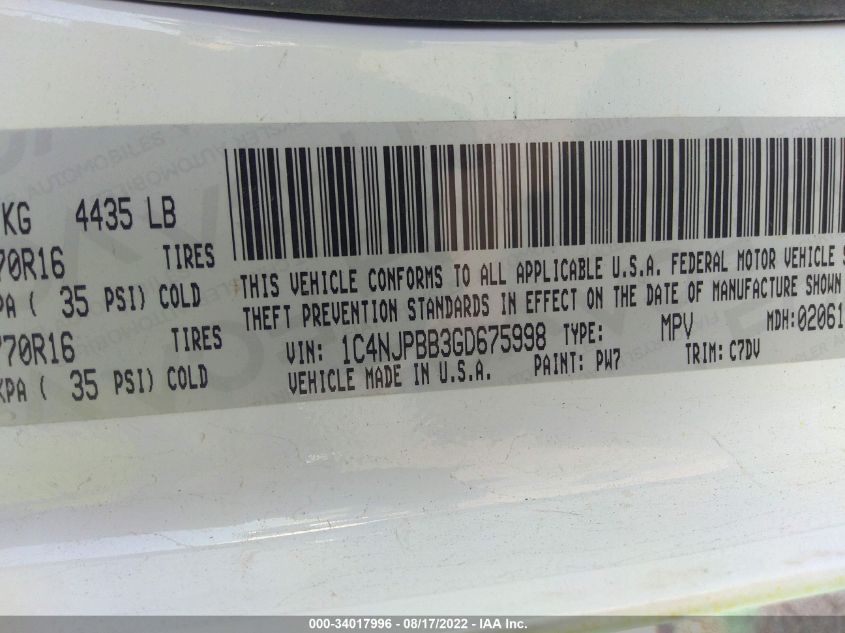 KG 4435 LB
70R16 TIRES
PA ( 35 PSI) COLD
70R16 TIRES
KPA ( 35 PSI) COLD
THIS VEHICLE CONFORMS TO ALL APPLICABLE U.S.A. FEDERAL MOTOR VEHICLE S
THEFT PREVENTION STANDARDS IN EFFECT ON THE DATE OF MANUFACTURE SHOWN
VIN: 1C4NJPBB3GD675998 TYPE: MPV MDH:02061
VEHICLE MADE IN U.S.A. PAINT: PW7 TRIM: C7DV
000-34017996 - 08/17/2022 - IAA Inc.